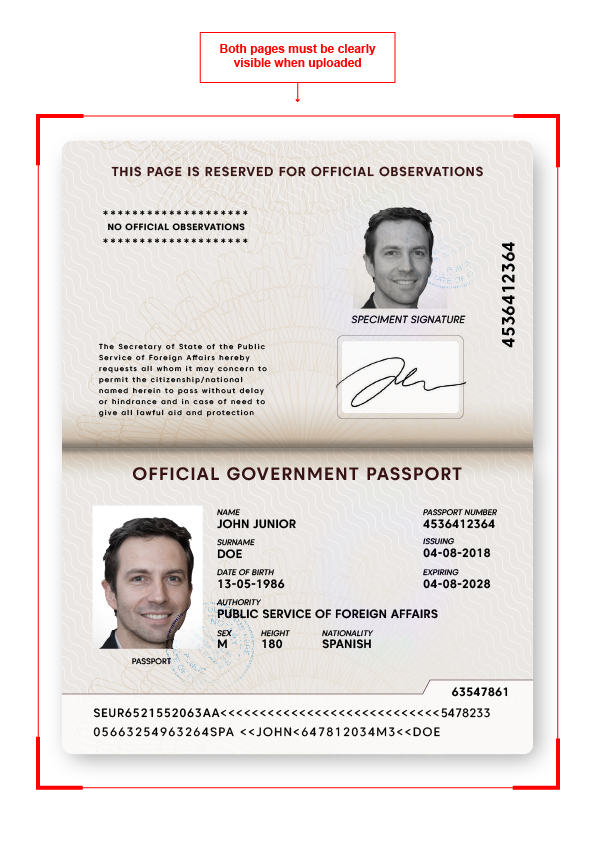 Both pages must be clearly
visible when uploaded
THIS PAGE IS RESERVED FOR OFFICIAL OBSERVATIONS
********************
NO OFFICIAL OBSERVATIONS
********************
4536412364
SPECIMENT SIGNATURE
The Secretary of State of the Public
Service of Foreign Affairs hereby
requests all whom it may concern to
permit the citizenship/national
named herein to pass without delay
or hindrance and in case of need to
give all lawful aid and protection
OFFICIAL GOVERNMENT PASSPORT
NAME
JOHN JUNIOR
SURNAME
DOE
DATE OF BIRTH
13-05-1986
AUTHORITY
PUBLIC SERVICE OF FOREIGN AFFAIRS
SEX HEIGHT NATIONALITY
M 180 SPANISH
PASSPORT NUMBER
4536412364
ISSUING
04-08-2018
EXPIRING
04-08-2028
PASSPORT
63547861
SEUR6521552063AA<<<<<<<<<<<<<<<<<<<<<<<<<<<<5478233
05663254963264SPA <<JOHN<647812034M3<<DOE